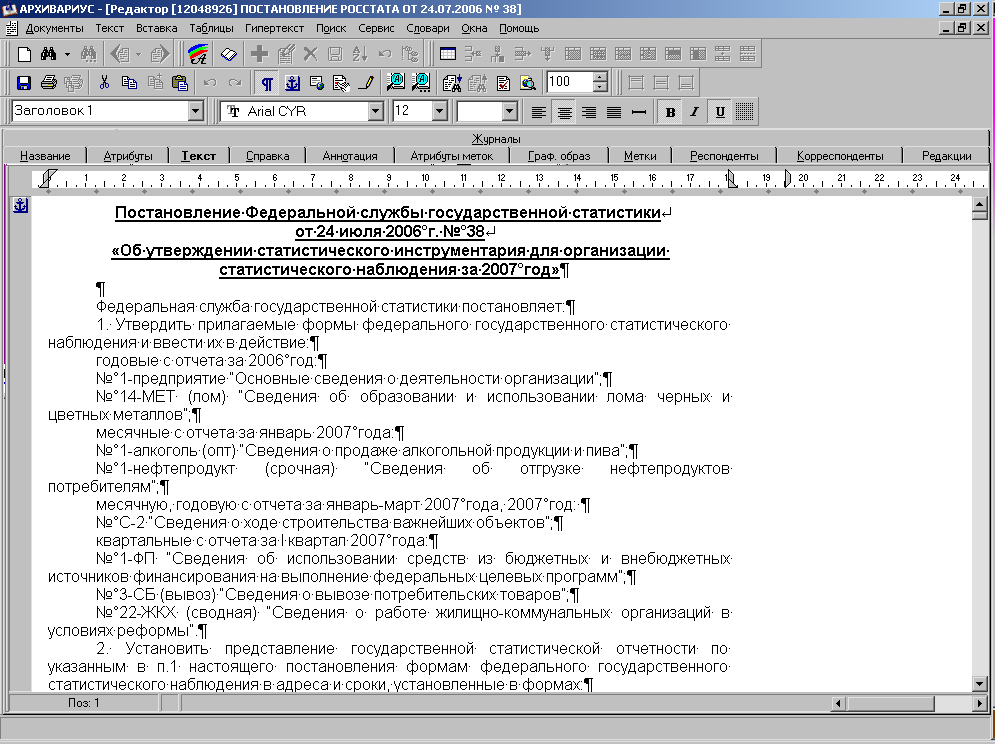 АРХИВАРИУС - [Редактор [12048926] ПОСТАНОВЛЕНИЕ РОССТАТА ОТ 24.07.2006 № 38]
Документы Текст Вставка Таблицы Гипертекст Поиск Сервис Словари Окна Помощь
100
Заголовок 1 Arial CYR 12 B I U
Журналы
Название Атрибуты Текст Справка Аннотация Атрибуты меток Граф. образ Метки Респонденты Корреспонденты Редакции
1 2 3 4 5 6 7 8 9 10 11 12 13 14 15 16 17 18 19 20 21 22 23 24
Постановление·Федеральной·службы·государственной·статистики↵
от·24·июля·2006°г.·№°38↵
«Об·утверждении·статистического·инструментария·для·организации·
статистического·наблюдения·за·2007°год»¶
¶
Федеральная·служба·государственной·статистики·постановляет:¶
1.· Утвердить· прилагаемые· формы· федерального· государственного· статистического·
наблюдения·и·ввести·их·в·действие:¶
годовые·с·отчета·за·2006°год:¶
№°1-предприятие·"Основные·сведения·о·деятельности·организации";¶
№°14-МЕТ· (лом)· "Сведения· об· образовании· и· использовании· лома· черных· и·
цветных·металлов";¶
месячные·с·отчета·за·январь·2007°года:¶
№°1-алкоголь·(опт)·"Сведения·о·продаже·алкогольной·продукции·и·пива";¶
№°1-нефтепродукт· (срочная)· "Сведения· об· отгрузке· нефтепродуктов·
потребителям";¶
месячную,·годовую·с·отчета·за·январь-март·2007°года,·2007°год:·¶
№°С-2·"Сведения·о·ходе·строительства·важнейших·объектов";¶
квартальные·с·отчета·за·I·квартал·2007°года:¶
№°1-ФП· "Сведения· об· использовании· средств· из· бюджетных· и· внебюджетных·
источников·финансирования·на·выполнение·федеральных·целевых·программ";¶
№°3-СБ·(вывоз)·"Сведения·о·вывозе·потребительских·товаров";¶
№°22-ЖКХ· (сводная)· "Сведения· о· работе· жилищно-коммунальных· организаций· в·
условиях·реформы".¶
2.· Установить· представление· государственной· статистической· отчетности· по·
указанным· в· п.1· настоящего· постановления· формам· федерального· государственного·
статистического·наблюдения·в·адреса·и·сроки,·установленные·в·формах:¶
Поз: 1